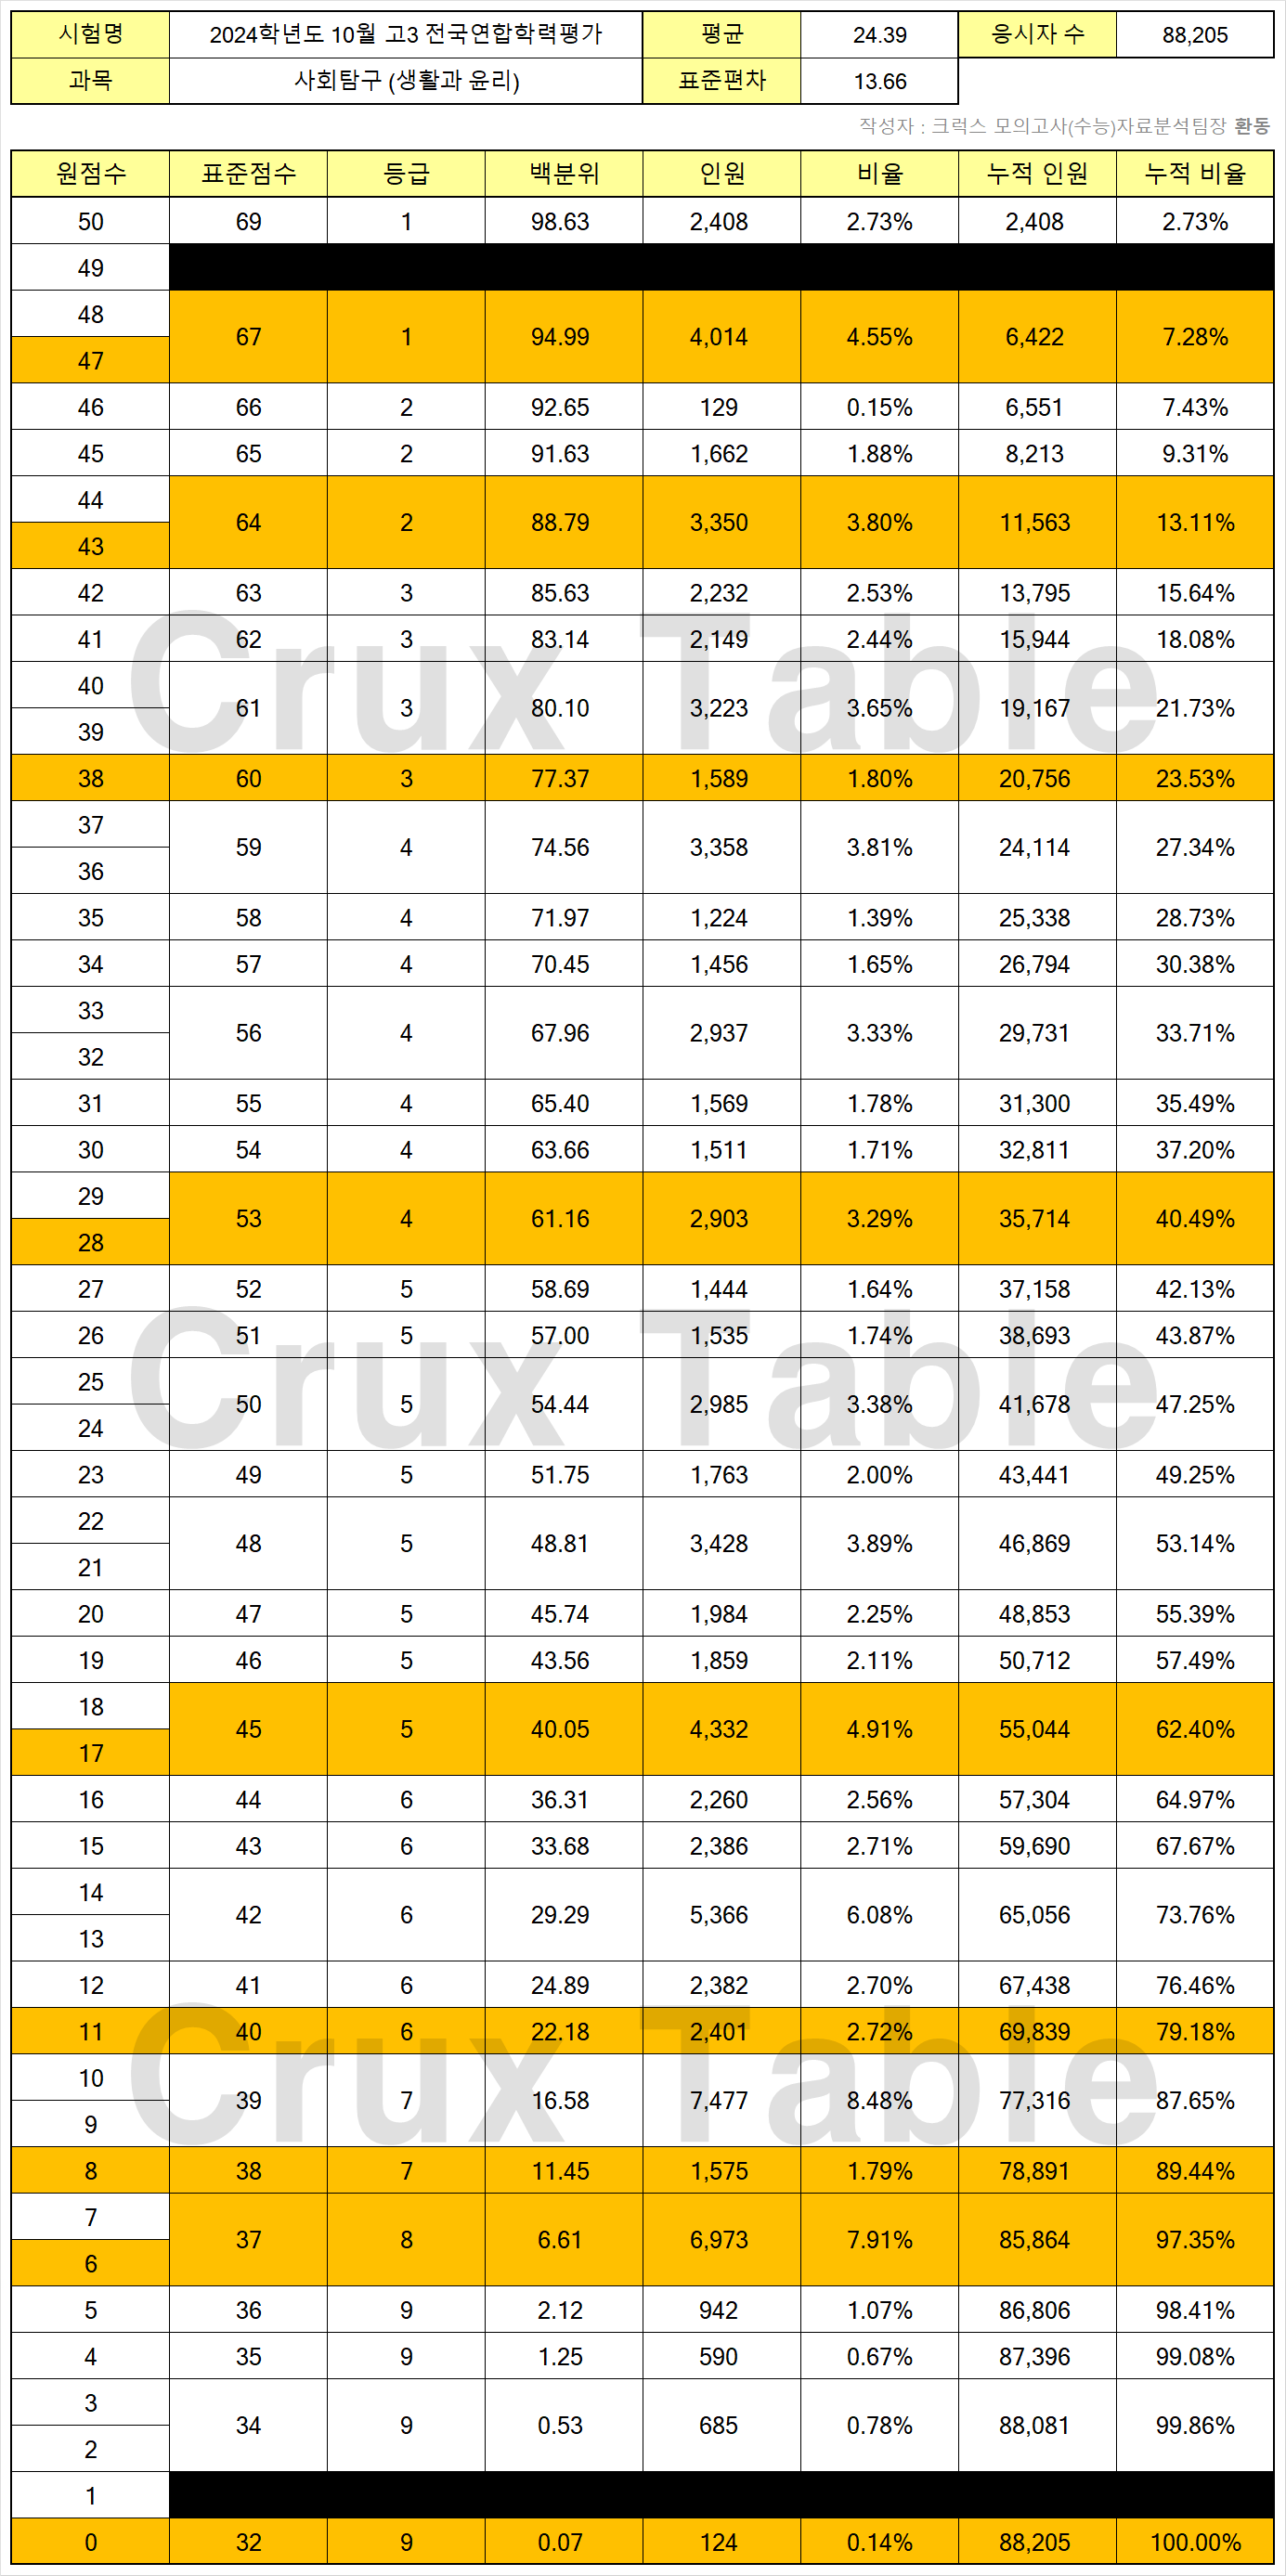 시험명 2024학년도 10월 고3 전국연합학력평가 평균 24.39 응시자 수 88,205
과목 사회탐구 (생활과 윤리) 표준편차 13.66
작성자 : 크럭스 모의고사(수능)자료분석팀장 환동
원점수 표준점수 등급 백분위 인원 비율 누적 인원 누적 비율
50 69 1 98.63 2,408 2.73% 2,408 2.73%
49
48
67 1 94.99 4,014 4.55% 6,422 7.28%
47
46 66 2 92.65 129 0.15% 6,551 7.43%
45 65 2 91.63 1,662 1.88% 8,213 9.31%
44
64 2 88.79 3,350 3.80% 11,563 13.11%
43
42 63 3 85.63 2,232 2.53% 13,795 15.64%
41 62 3 83.14 2,149 2.44% 15,944 18.08%
Crux Table
40
61 3 80.10 3,223 3.65% 19,167 21.73%
39
38 60 3 77.37 1,589 1.80% 20,756 23.53%
37
59 4 74.56 3,358 3.81% 24,114 27.34%
36
35 58 4 71.97 1,224 1.39% 25,338 28.73%
34 57 4 70.45 1,456 1.65% 26,794 30.38%
33
56 4 67.96 2,937 3.33% 29,731 33.71%
32
31 55 4 65.40 1,569 1.78% 31,300 35.49%
30 54 4 63.66 1,511 1.71% 32,811 37.20%
29
53 4 61.16 2,903 3.29% 35,714 40.49%
28
27 52 5 58.69 1,444 1.64% 37,158 42.13%
26 51 5 57.00 1,535 1.74% 38,693 43.87%
Crux Table
25
50 5 54.44 2,985 3.38% 41,678 47.25%
24
23 49 5 51.75 1,763 2.00% 43,441 49.25%
22
48 5 48.81 3,428 3.89% 46,869 53.14%
21
20 47 5 45.74 1,984 2.25% 48,853 55.39%
19 46 5 43.56 1,859 2.11% 50,712 57.49%
18
45 5 40.05 4,332 4.91% 55,044 62.40%
17
16 44 6 36.31 2,260 2.56% 57,304 64.97%
15 43 6 33.68 2,386 2.71% 59,690 67.67%
14
42 6 29.29 5,366 6.08% 65,056 73.76%
13
12 41 6 24.89 2,382 2.70% 67,438 76.46%
11 40 6 22.18 2,401 2.72% 69,839 79.18%
Crux Table
10
39 7 16.58 7,477 8.48% 77,316 87.65%
9
8 38 7 11.45 1,575 1.79% 78,891 89.44%
7
37 8 6.61 6,973 7.91% 85,864 97.35%
6
5 36 9 2.12 942 1.07% 86,806 98.41%
4 35 9 1.25 590 0.67% 87,396 99.08%
3
34 9 0.53 685 0.78% 88,081 99.86%
2
1
0 32 9 0.07 124 0.14% 88,205 100.00%